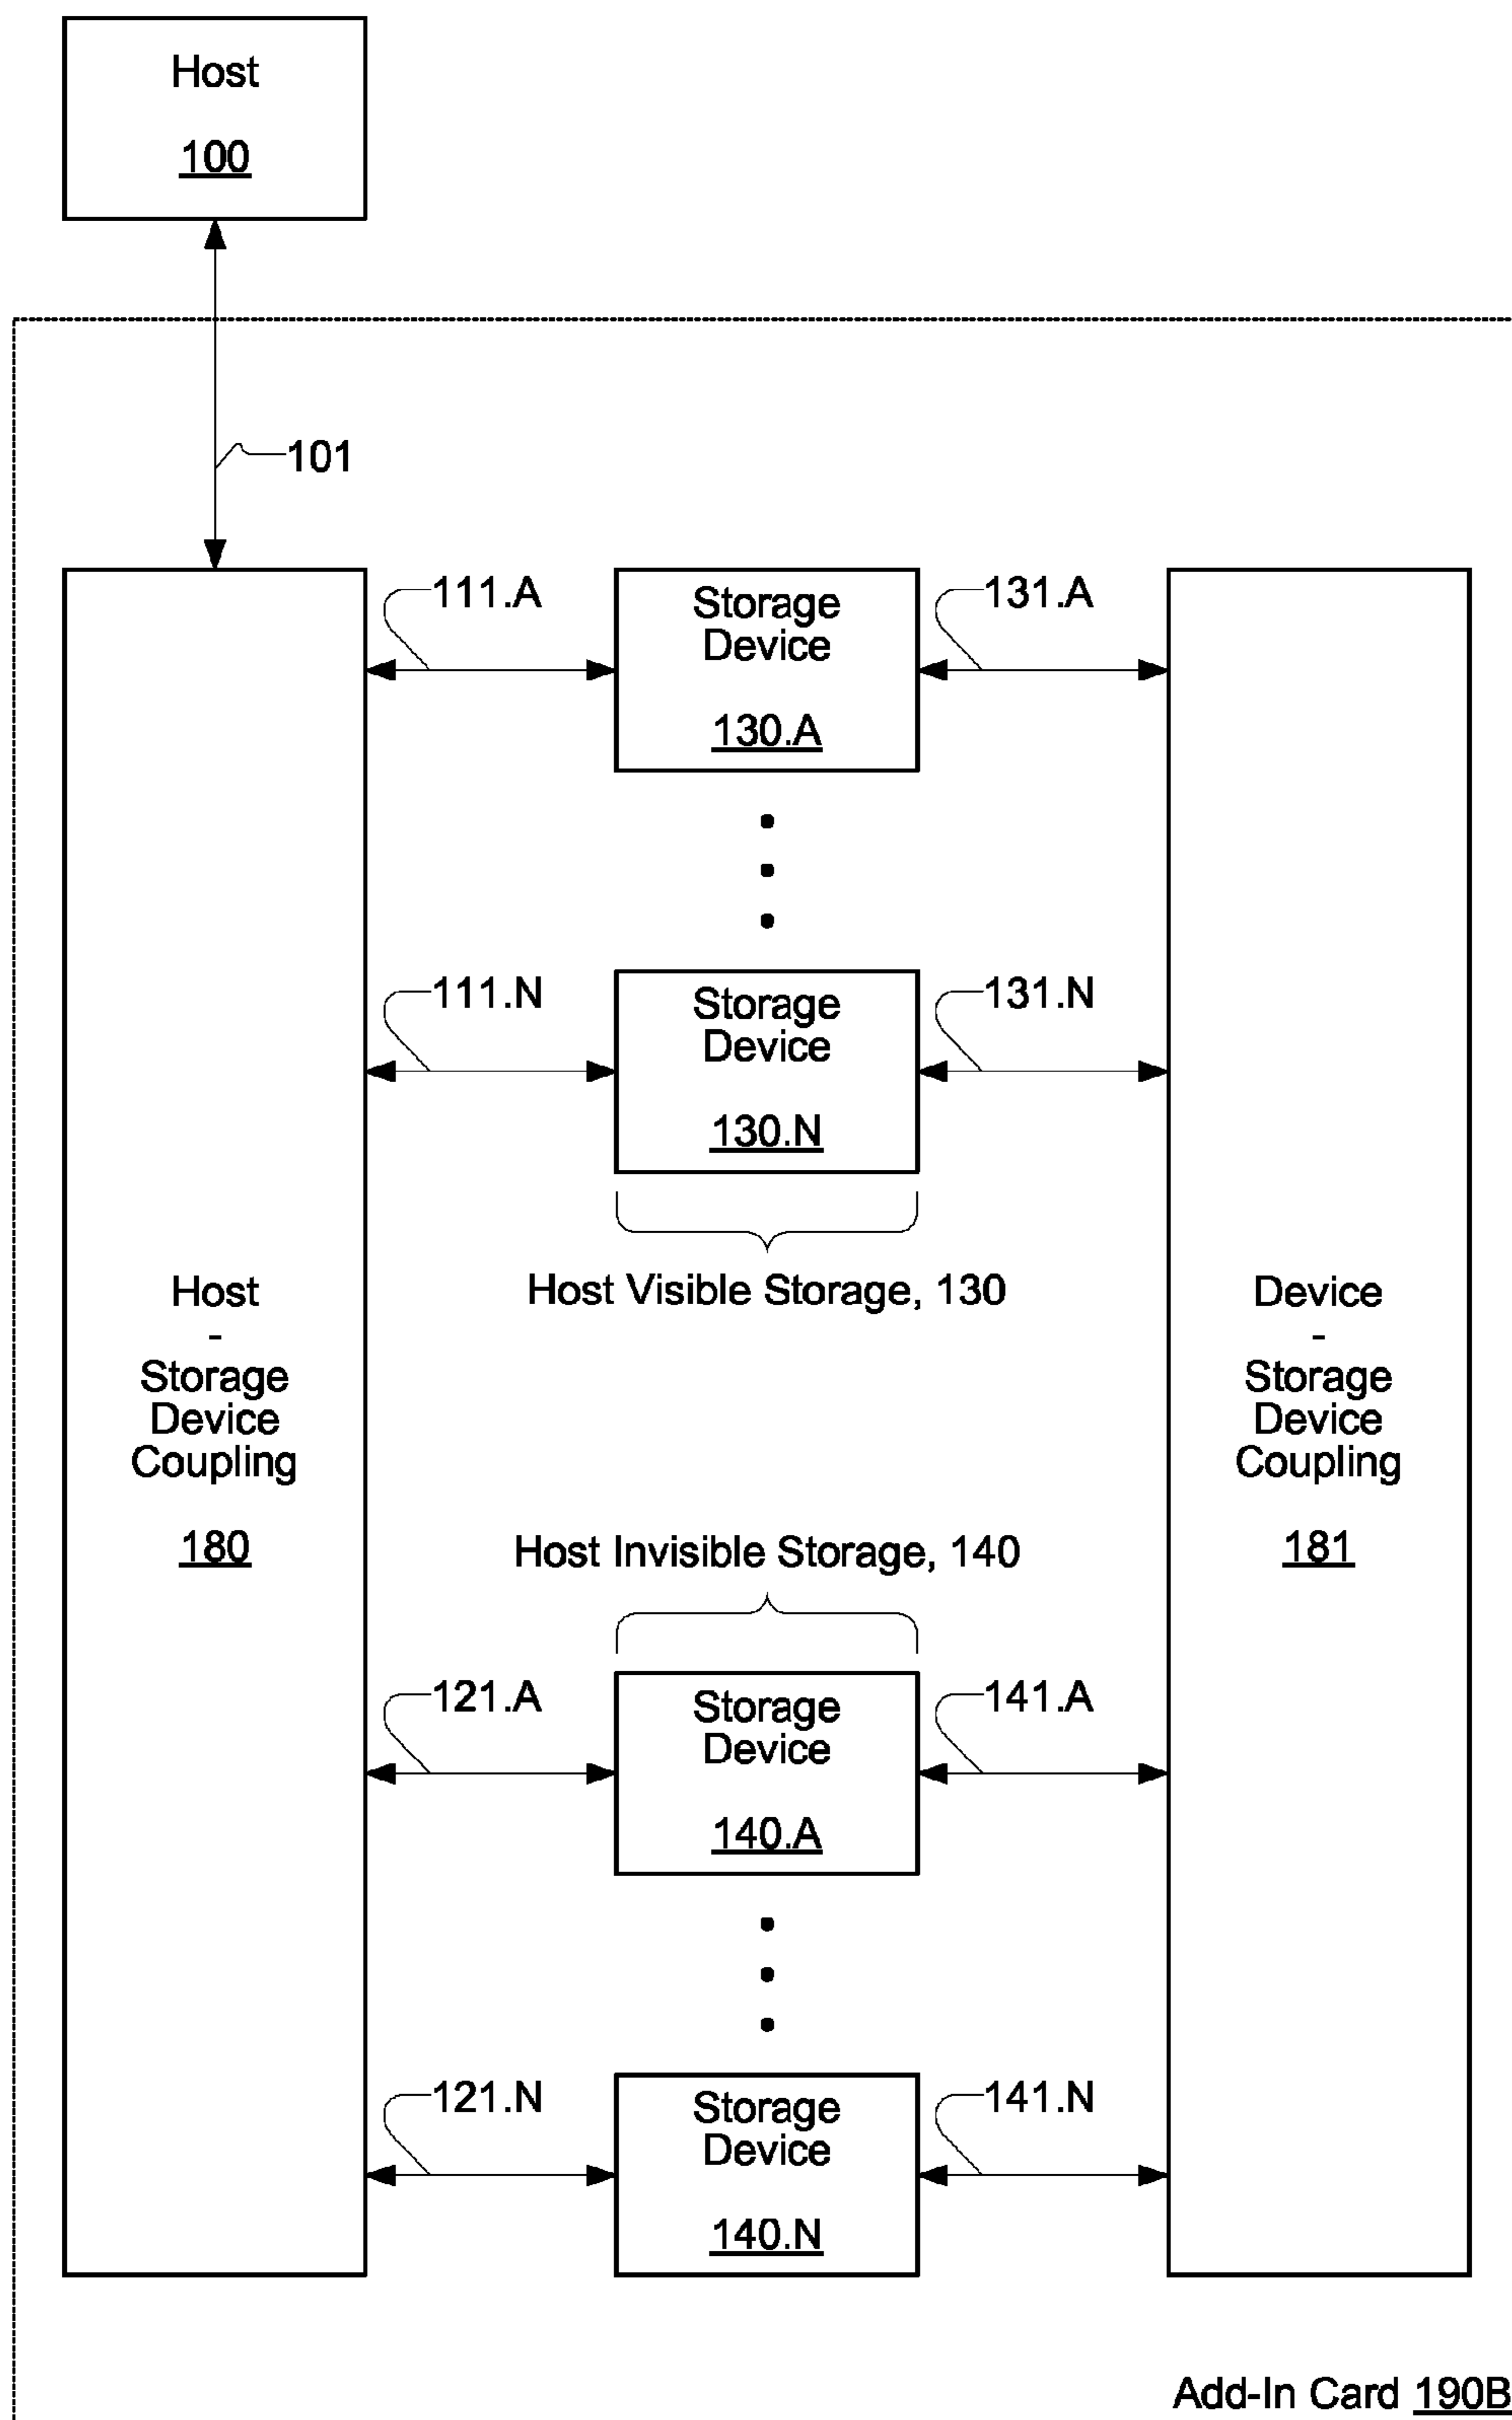 Host
100
101
111.A
Storage
Device
130.A
131.A
111.N
Storage
Device
130.N
131.N
Host Visible Storage, 130
Host
-
Storage
Device
Coupling
180
Device
-
Storage
Device
Coupling
181
Host Invisible Storage, 140
121.A
Storage
Device
140.A
141.A
121.N
Storage
Device
140.N
141.N
Add-In Card 190B